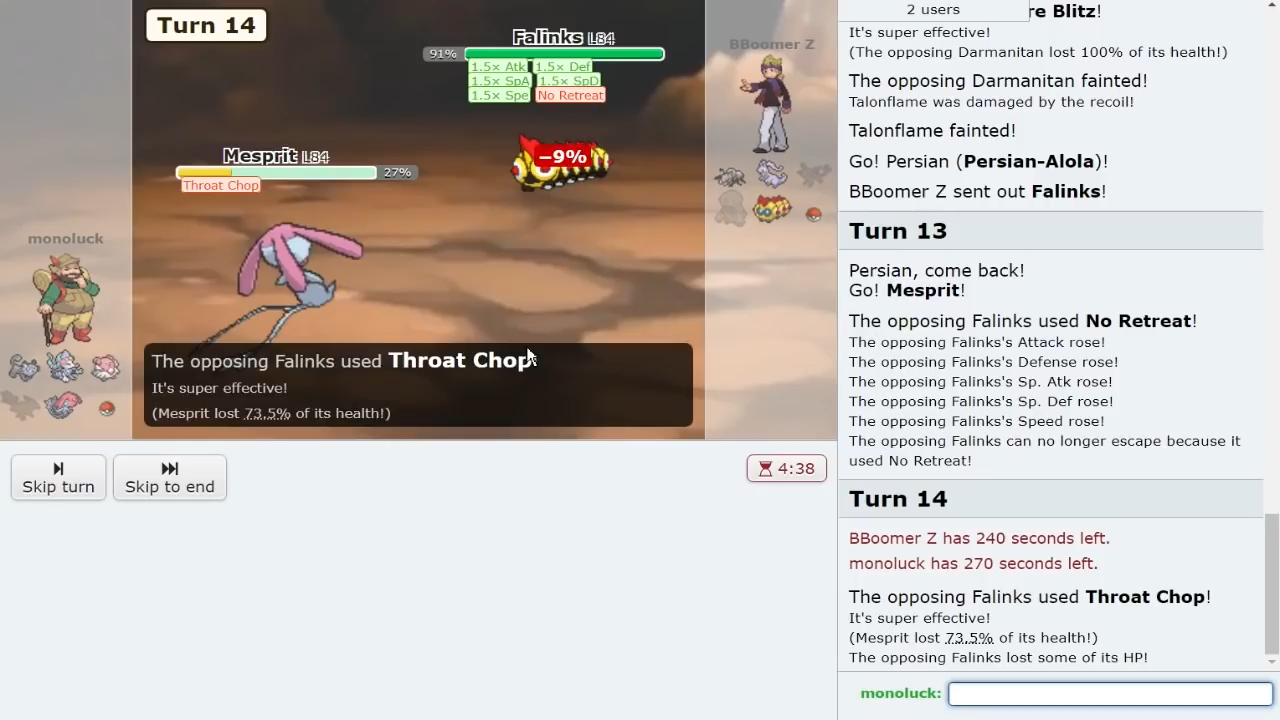 Turn 14
Falinks L84
91%
1.5× Atk 1.5× Def
1.5× SpA 1.5× SpD
1.5× Spe No Retreat
BBoomer Z
−9%
Mesprit L84
27%
Throat Chop
monoluck
The opposing Falinks used Throat Chop
It's super effective!
(Mesprit lost 73.5% of its health!)
Skip turn
Skip to end
4:38
2 users
re Blitz!
It's super effective!
(The opposing Darmanitan lost 100% of its health!)
The opposing Darmanitan fainted!
Talonflame was damaged by the recoil!
Talonflame fainted!
Go! Persian (Persian-Alola)!
BBoomer Z sent out Falinks!
Turn 13
Persian, come back!
Go! Mesprit!
The opposing Falinks used No Retreat!
The opposing Falinks's Attack rose!
The opposing Falinks's Defense rose!
The opposing Falinks's Sp. Atk rose!
The opposing Falinks's Sp. Def rose!
The opposing Falinks's Speed rose!
The opposing Falinks can no longer escape because it
used No Retreat!
Turn 14
BBoomer Z has 240 seconds left.
monoluck has 270 seconds left.
The opposing Falinks used Throat Chop!
It's super effective!
(Mesprit lost 73.5% of its health!)
The opposing Falinks lost some of its HP!
monoluck: